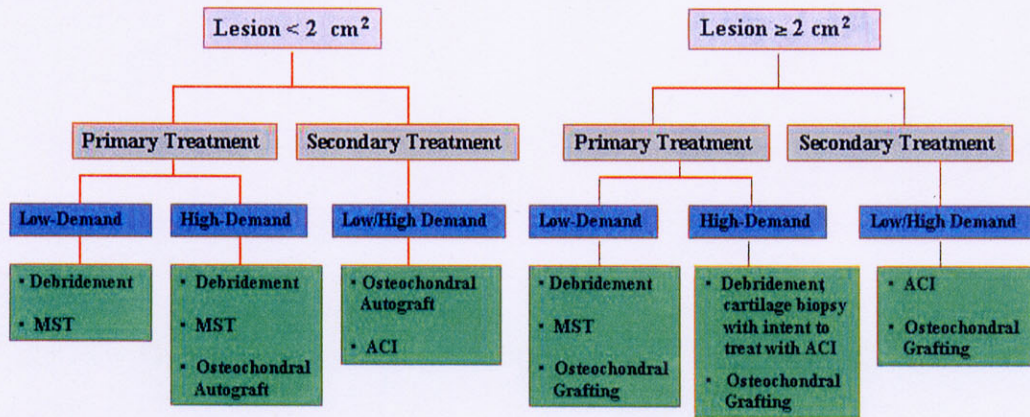 Lesion < 2 cm²
Lesion ≥ 2 cm²
Primary Treatment
Secondary Treatment
Primary Treatment
Secondary Treatment
Low-Demand
High-Demand
Low/High Demand
Low-Demand
High-Demand
Low/High Demand
▪ Debridement
▪ MST
▪ Debridement
▪ MST
▪ Osteochondral
Autograft
▪ Osteochondral
Autograft
▪ ACI
▪ Debridement
▪ MST
▪ Osteochondral
Grafting
▪ Debridement,
cartilage biopsy
with intent to
treat with ACI
▪ Osteochondral
Grafting
▪ ACI
▪ Osteochondral
Grafting